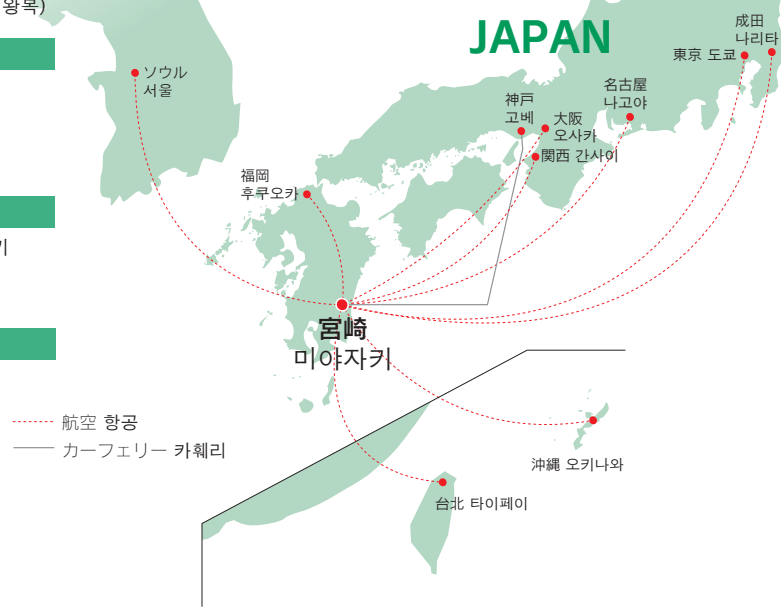 왕복)
키
JAPAN
成田
나리타
東京 도쿄
名古屋
나고야
神戸
고베
大阪
오사카
関西 간사이
ソウル
서울
福岡
후쿠오카
宮崎
미야자키
航空 항공
カーフェリー 카훼리
沖縄 오키나와
台北 타이페이